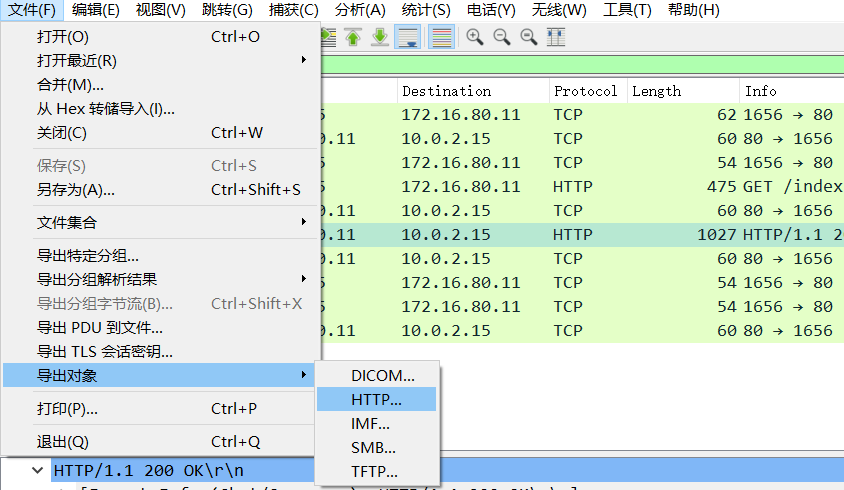 文件(F) 编辑(E) 视图(V) 跳转(G) 捕获(C) 分析(A) 统计(S) 电话(Y) 无线(W) 工具(T) 帮助(H)
打开(O) Ctrl+O
打开最近(R)
合并(M)...
从 Hex 转储导入(I)...
关闭(C) Ctrl+W
保存(S) Ctrl+S
另存为(A)... Ctrl+Shift+S
文件集合
导出特定分组...
导出分组解析结果
导出分组字节流(B)... Ctrl+Shift+X
导出 PDU 到文件...
导出 TLS 会话密钥...
导出对象
打印(P)... Ctrl+P
退出(Q) Ctrl+Q
DICOM...
HTTP...
IMF...
SMB...
TFTP...
Destination Protocol Length Info
172.16.80.11 TCP 62 1656 → 80
0.11 10.0.2.15 TCP 60 80 → 1656
172.16.80.11 TCP 54 1656 → 80
172.16.80.11 HTTP 475 GET /index
0.11 10.0.2.15 TCP 60 80 → 1656
0.11 10.0.2.15 HTTP 1027 HTTP/1.1 2
0.11 10.0.2.15 TCP 60 80 → 1656
172.16.80.11 TCP 54 1656 → 80
172.16.80.11 TCP 54 1656 → 80
0.11 10.0.2.15 TCP 60 80 → 1656
HTTP/1.1 200 OK\r\n